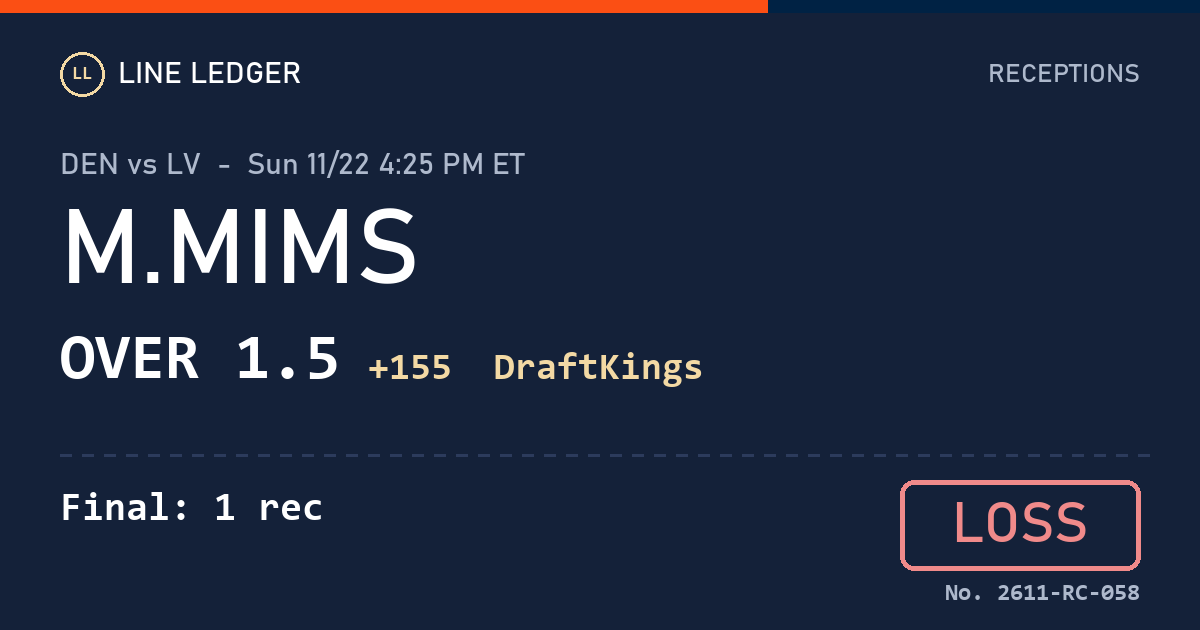 LL LINE LEDGER
RECEPTIONS
DEN vs LV - Sun 11/22 4:25 PM ET
M.MIMS
OVER 1.5 +155 DraftKings
Final: 1 rec
LOSS
No. 2611-RC-058